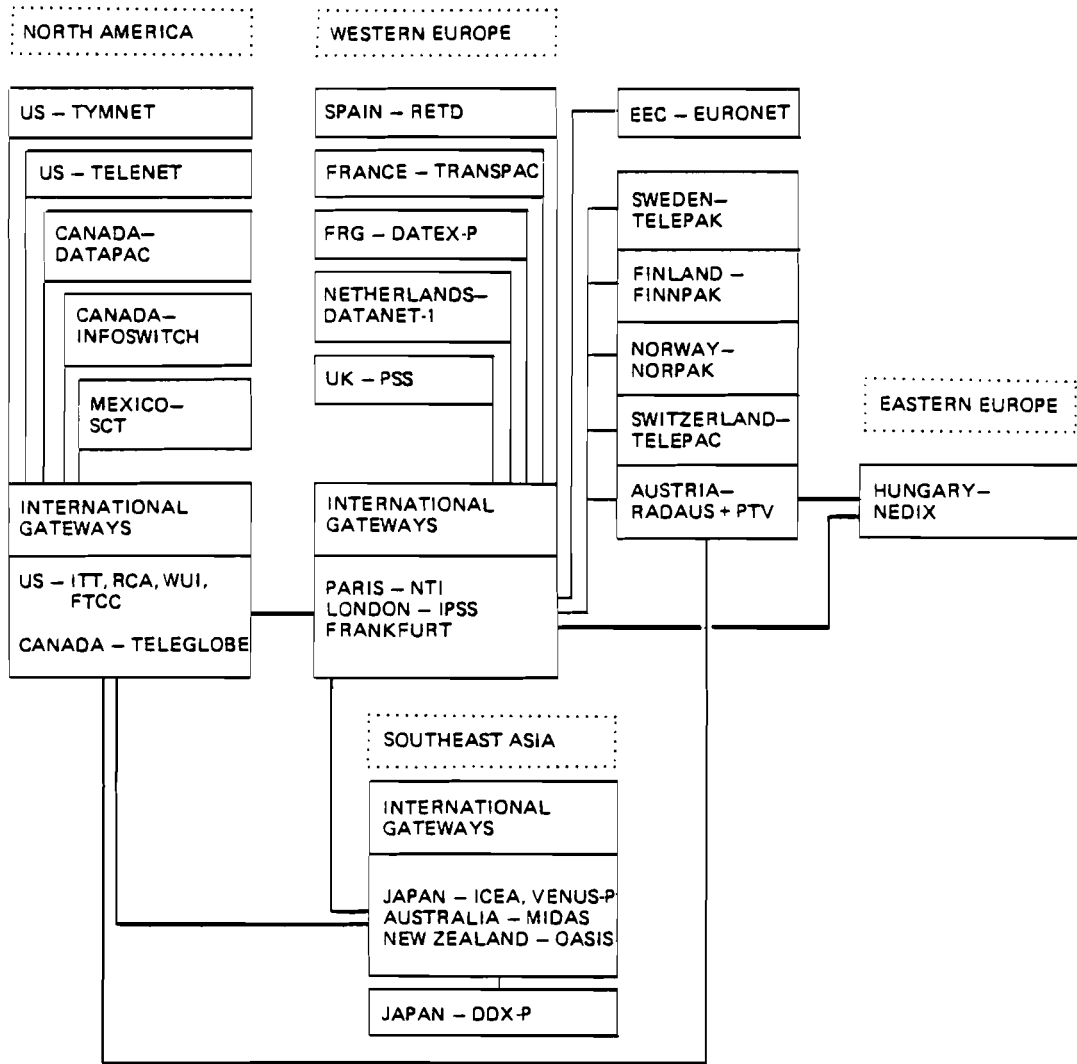 NORTH AMERICA
US – TYMNET
US – TELENET
CANADA–
DATAPAC
CANADA–
INFOSWITCH
MEXICO–
SCT
INTERNATIONAL
GATEWAYS
US – ITT, RCA, WUI,
FTCC
CANADA – TELEGLOBE
WESTERN EUROPE
SPAIN – RETD
FRANCE – TRANSPAC
FRG – DATEX-P
NETHERLANDS–
DATANET-1
UK – PSS
INTERNATIONAL
GATEWAYS
PARIS – NTI
LONDON – IPSS
FRANKFURT
EEC – EURONET
SWEDEN–
TELEPAK
FINLAND –
FINNPAK
NORWAY–
NORPAK
SWITZERLAND–
TELEPAC
AUSTRIA–
RADAUS + PTV
EASTERN EUROPE
HUNGARY–
NEDIX
SOUTHEAST ASIA
INTERNATIONAL
GATEWAYS
JAPAN – ICEA, VENUS-P
AUSTRALIA – MIDAS
NEW ZEALAND – OASIS
JAPAN – DDX-P